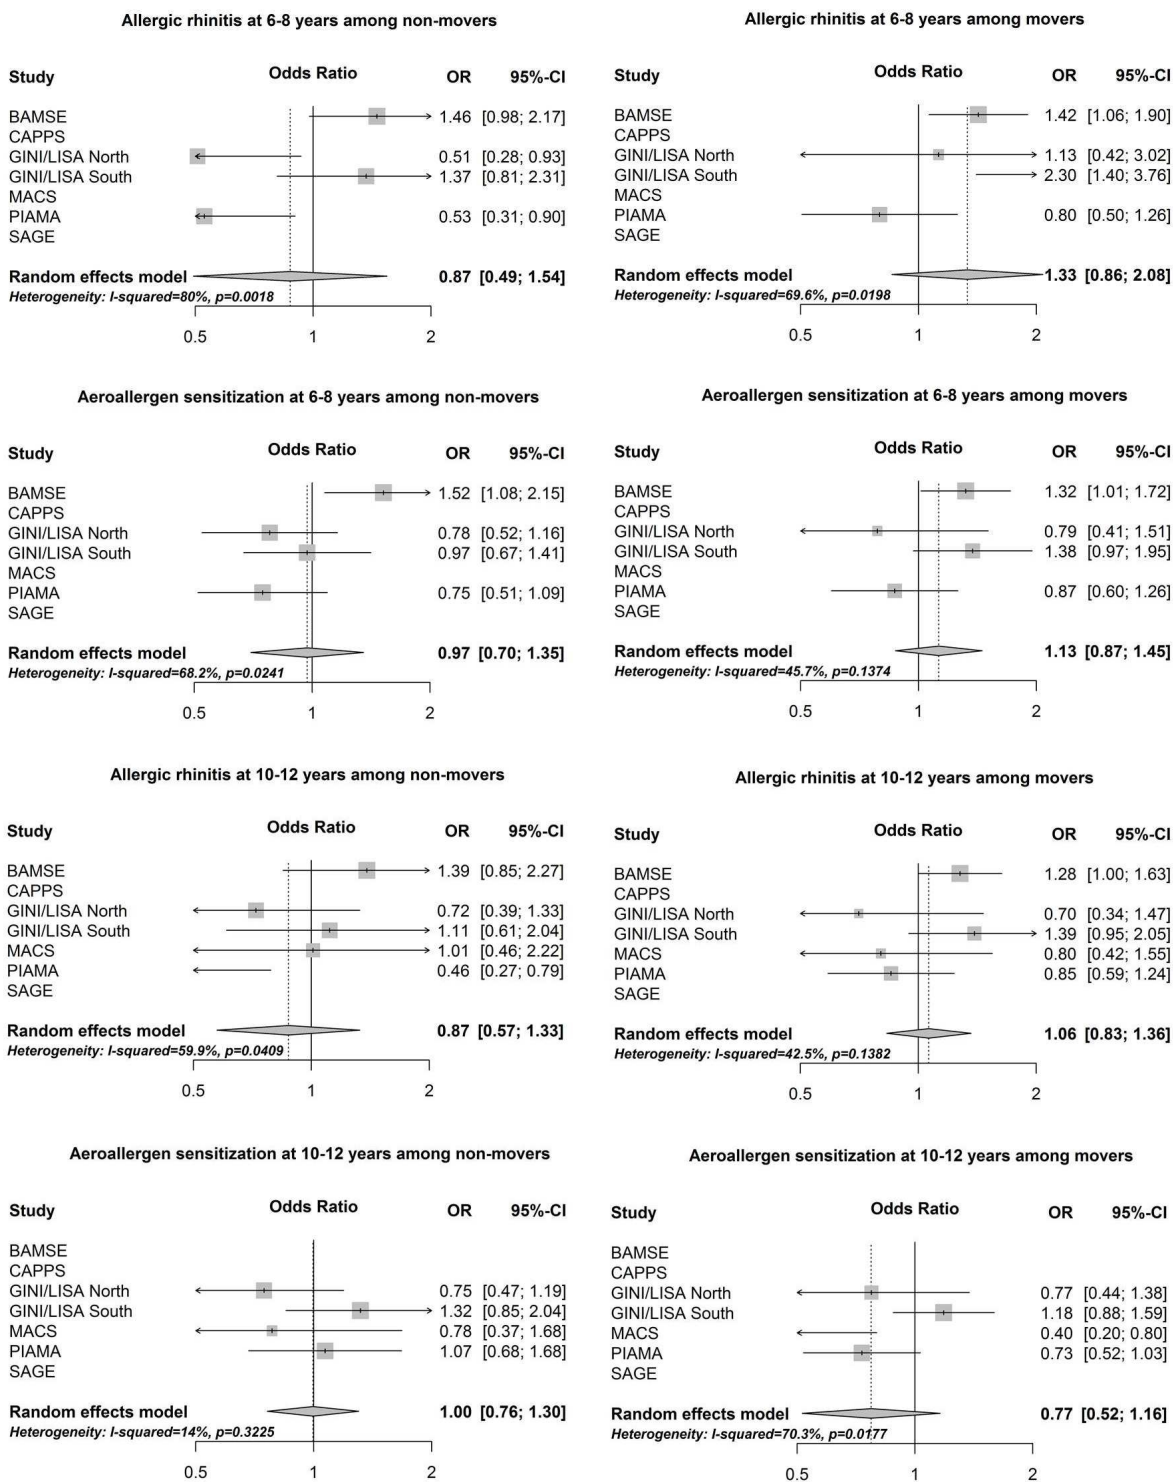 Allergic rhinitis at 6-8 years among non-movers
Study Odds Ratio OR 95%-CI
BAMSE 1.46 [0.98; 2.17]
CAPPS
GINI/LISA North 0.51 [0.28; 0.93]
GINI/LISA South 1.37 [0.81; 2.31]
MACS
PIAMA 0.53 [0.31; 0.90]
SAGE
Random effects model 0.87 [0.49; 1.54]
Heterogeneity: I-squared=80%, p=0.0018
0.5 1 2
Allergic rhinitis at 6-8 years among movers
Study Odds Ratio OR 95%-CI
BAMSE 1.42 [1.06; 1.90]
CAPPS
GINI/LISA North 1.13 [0.42; 3.02]
GINI/LISA South 2.30 [1.40; 3.76]
MACS
PIAMA 0.80 [0.50; 1.26]
SAGE
Random effects model 1.33 [0.86; 2.08]
Heterogeneity: I-squared=69.6%, p=0.0198
0.5 1 2
Aeroallergen sensitization at 6-8 years among non-movers
Study Odds Ratio OR 95%-CI
BAMSE 1.52 [1.08; 2.15]
CAPPS
GINI/LISA North 0.78 [0.52; 1.16]
GINI/LISA South 0.97 [0.67; 1.41]
MACS
PIAMA 0.75 [0.51; 1.09]
SAGE
Random effects model 0.97 [0.70; 1.35]
Heterogeneity: I-squared=68.2%, p=0.0241
0.5 1 2
Aeroallergen sensitization at 6-8 years among movers
Study Odds Ratio OR 95%-CI
BAMSE 1.32 [1.01; 1.72]
CAPPS
GINI/LISA North 0.79 [0.41; 1.51]
GINI/LISA South 1.38 [0.97; 1.95]
MACS
PIAMA 0.87 [0.60; 1.26]
SAGE
Random effects model 1.13 [0.87; 1.45]
Heterogeneity: I-squared=45.7%, p=0.1374
0.5 1 2
Allergic rhinitis at 10-12 years among non-movers
Study Odds Ratio OR 95%-CI
BAMSE 1.39 [0.85; 2.27]
CAPPS
GINI/LISA North 0.72 [0.39; 1.33]
GINI/LISA South 1.11 [0.61; 2.04]
MACS 1.01 [0.46; 2.22]
PIAMA 0.46 [0.27; 0.79]
SAGE
Random effects model 0.87 [0.57; 1.33]
Heterogeneity: I-squared=59.9%, p=0.0409
0.5 1 2
Allergic rhinitis at 10-12 years among movers
Study Odds Ratio OR 95%-CI
BAMSE 1.28 [1.00; 1.63]
CAPPS
GINI/LISA North 0.70 [0.34; 1.47]
GINI/LISA South 1.39 [0.95; 2.05]
MACS 0.80 [0.42; 1.55]
PIAMA 0.85 [0.59; 1.24]
SAGE
Random effects model 1.06 [0.83; 1.36]
Heterogeneity: I-squared=42.5%, p=0.1382
0.5 1 2
Aeroallergen sensitization at 10-12 years among non-movers
Study Odds Ratio OR 95%-CI
BAMSE
CAPPS
GINI/LISA North 0.75 [0.47; 1.19]
GINI/LISA South 1.32 [0.85; 2.04]
MACS 0.78 [0.37; 1.68]
PIAMA 1.07 [0.68; 1.68]
SAGE
Random effects model 1.00 [0.76; 1.30]
Heterogeneity: I-squared=14%, p=0.3225
0.5 1 2
Aeroallergen sensitization at 10-12 years among movers
Study Odds Ratio OR 95%-CI
BAMSE
CAPPS
GINI/LISA North 0.77 [0.44; 1.38]
GINI/LISA South 1.18 [0.88; 1.59]
MACS 0.40 [0.20; 0.80]
PIAMA 0.73 [0.52; 1.03]
SAGE
Random effects model 0.77 [0.52; 1.16]
Heterogeneity: I-squared=70.3%, p=0.0177
0.5 1 2